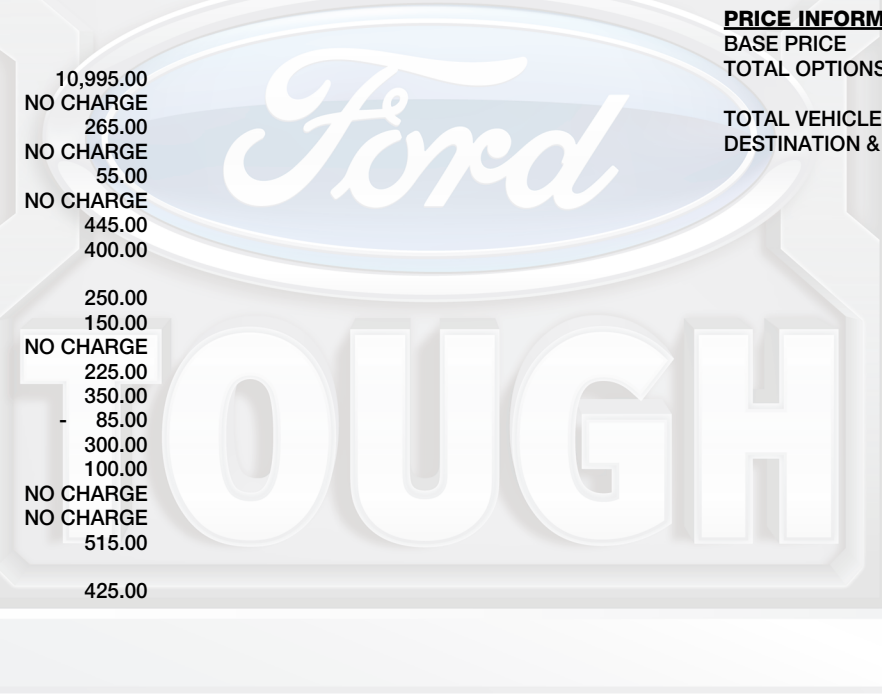 10,995.00
NO CHARGE
265.00
NO CHARGE
55.00
NO CHARGE
445.00
400.00
250.00
150.00
NO CHARGE
225.00
350.00
- 85.00
300.00
100.00
NO CHARGE
NO CHARGE
515.00
425.00
PRICE INFORM
BASE PRICE
TOTAL OPTIONS
TOTAL VEHICLE
DESTINATION &
Ford
TOUGH